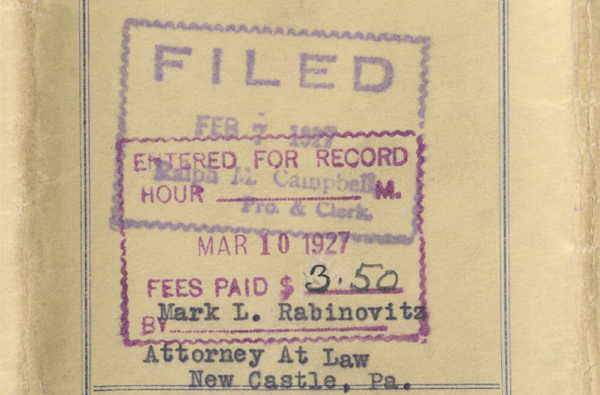 FILED
FEB 7 1927
ENTERED FOR RECORD
Ralph M. Campbell
HOUR M.
Pro. & Clerk.
MAR 10 1927
FEES PAID $ 3.50
Mark L. Rabinovitz
BY
Attorney At Law
New Castle, Pa.